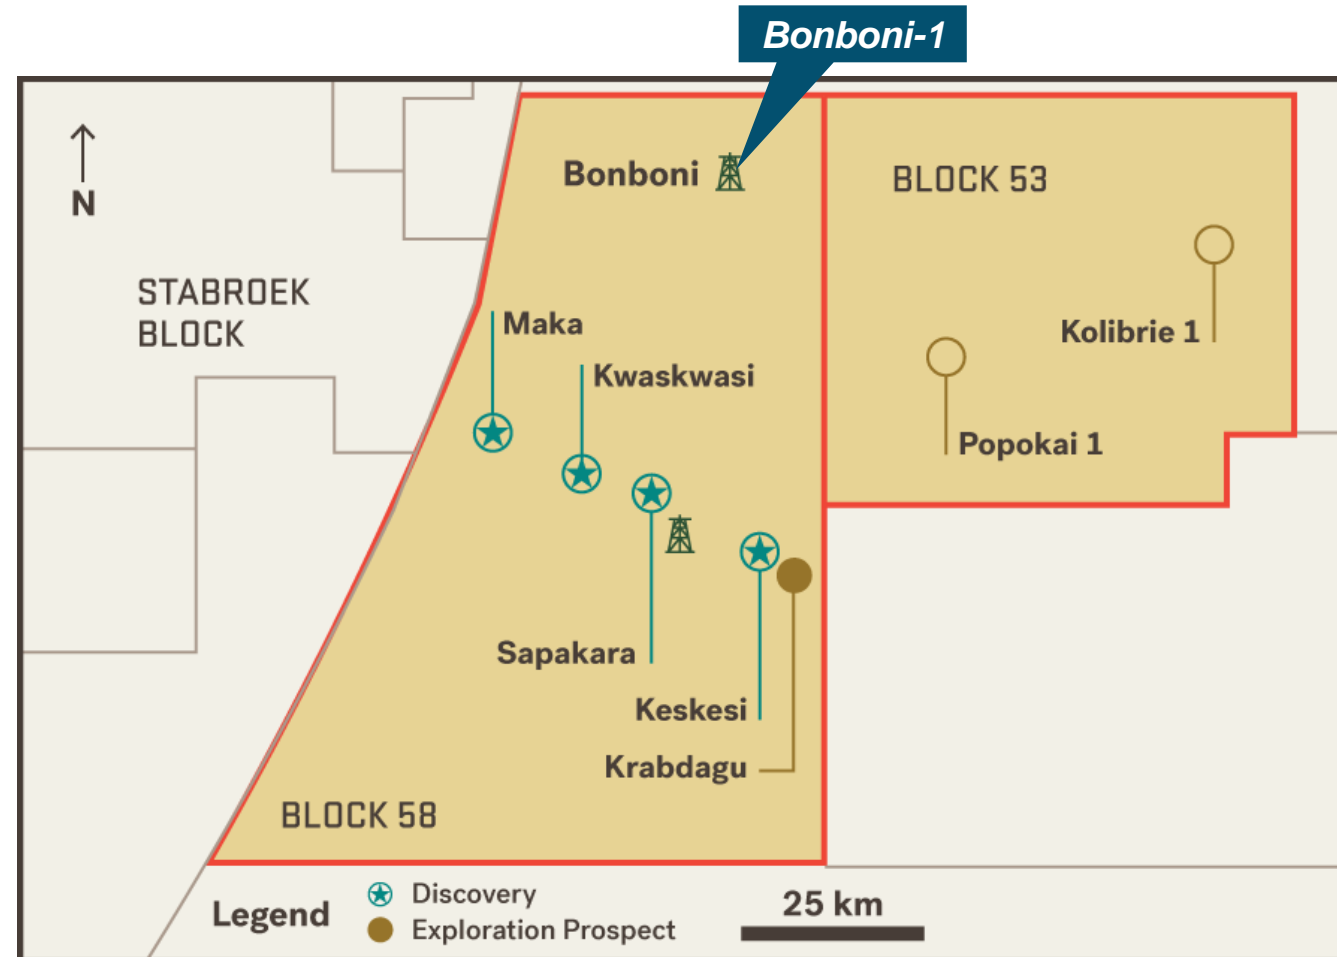 Bonboni-1
N
Bonboni
BLOCK 53
STABROEK
BLOCK
Maka
Kolibrie 1
Kwaskwasi
Popokai 1
Sapakara
Keskesi
Krabdagu
BLOCK 58
Legend
Discovery
Exploration Prospect
25 km